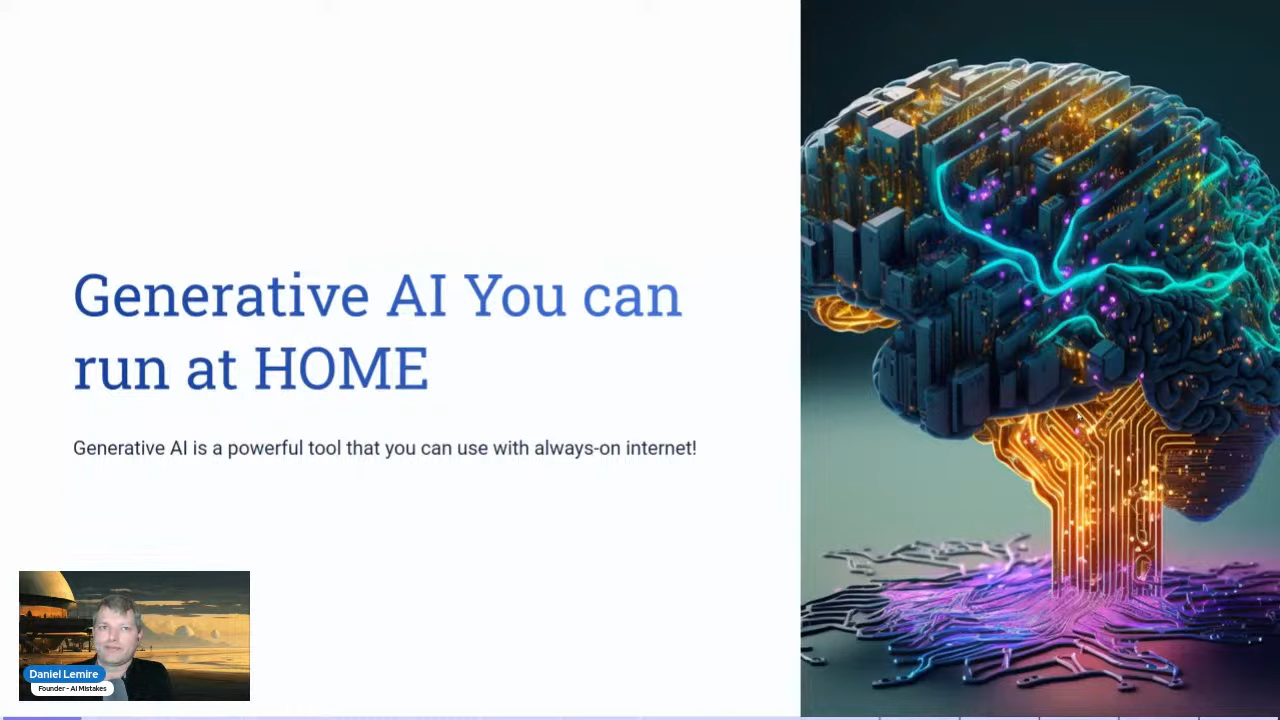 Generative AI You can
run at HOME
Generative AI is a powerful tool that you can use with always-on internet!
Daniel Lemire
Founder - AI Mistakes